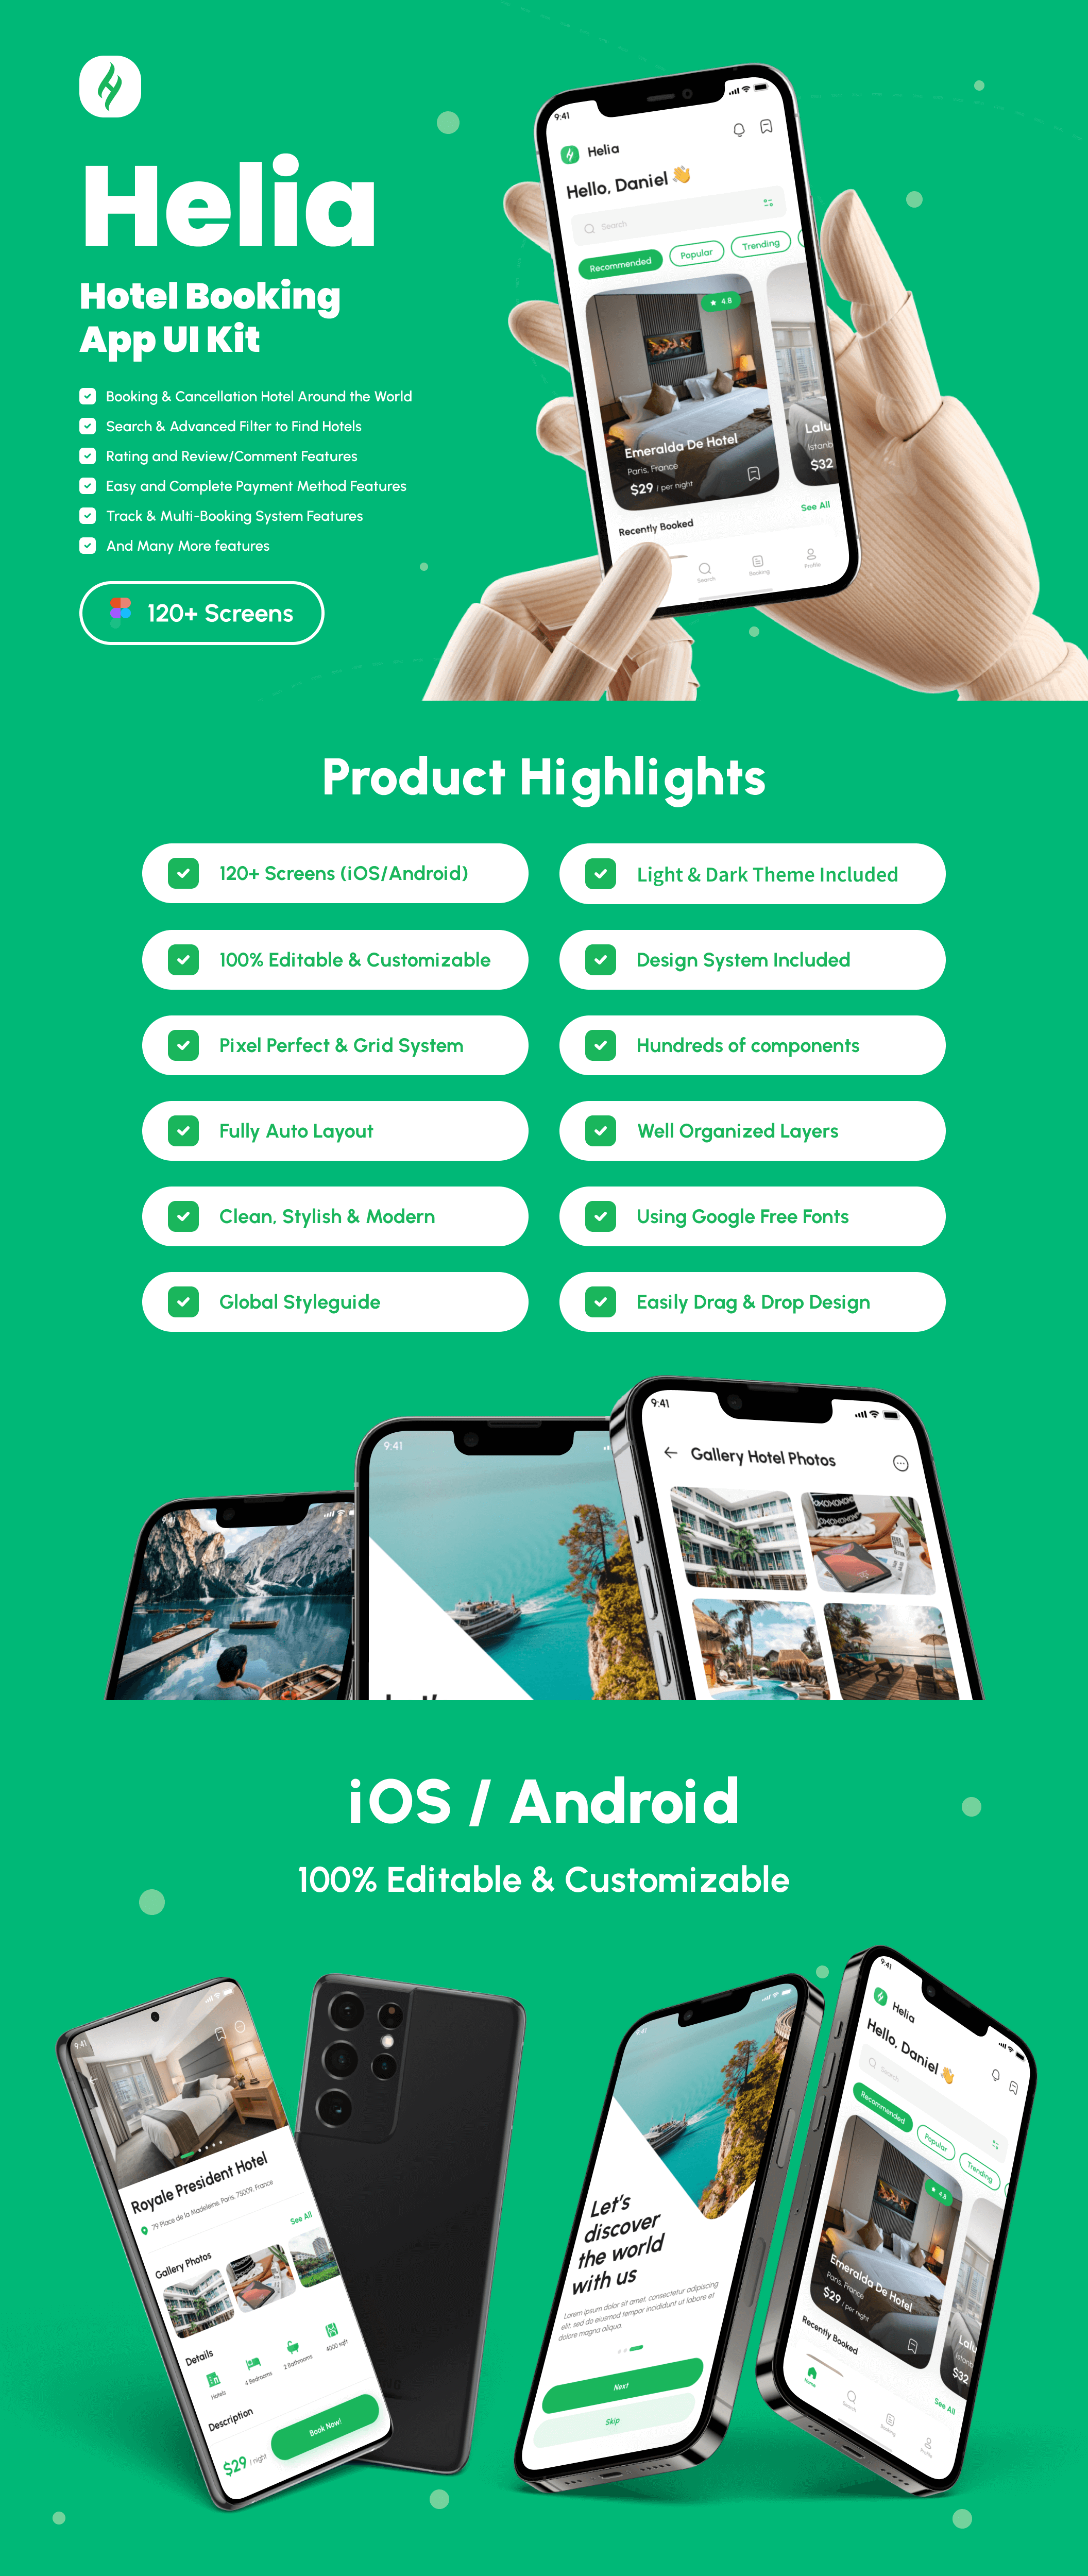 Helia
Hotel Booking
App UI Kit
Booking & Cancellation Hotel Around the World
Search & Advanced Filter to Find Hotels
Rating and Review/Comment Features
Easy and Complete Payment Method Features
Track & Multi-Booking System Features
And Many More features
120+ Screens
9:41
Helia
Hello, Daniel 👋
Search
Recommended
Popular
Trending
4.8
Emeralda De Hotel
Paris, France
$29 / per night
Lalu
Istanb
$32
Recently Booked
See All
Search
Booking
Profile
Product Highlights
120+ Screens (iOS/Android)
Light & Dark Theme Included
100% Editable & Customizable
Design System Included
Pixel Perfect & Grid System
Hundreds of components
Fully Auto Layout
Well Organized Layers
Clean, Stylish & Modern
Using Google Free Fonts
Global Styleguide
Easily Drag & Drop Design
9:41
9:41
9:41
Gallery Hotel Photos
iOS / Android
100% Editable & Customizable
9:41
Royale President Hotel
79 Place de la Madeleine, Paris, 75009, France
Gallery Photos
See All
Details
Hotels
4 Bedrooms
2 Bathrooms
4000 sqft
Description
$29 / night
Book Now!
9:41
Let's
discover
the world
with us
Lorem ipsum dolor sit amet, consectetur adipiscing
elit, sed do eiusmod tempor incididunt ut labore et
dolore magna aliqua.
Next
Skip
9:41
Helia
Hello, Daniel 👋
Search
Recommended
Popular
Trending
4.8
Emeralda De Hotel
Paris, France
$29 / per night
Lalu
Istanb
$32
Recently Booked
See All
Home
Search
Booking
Profile